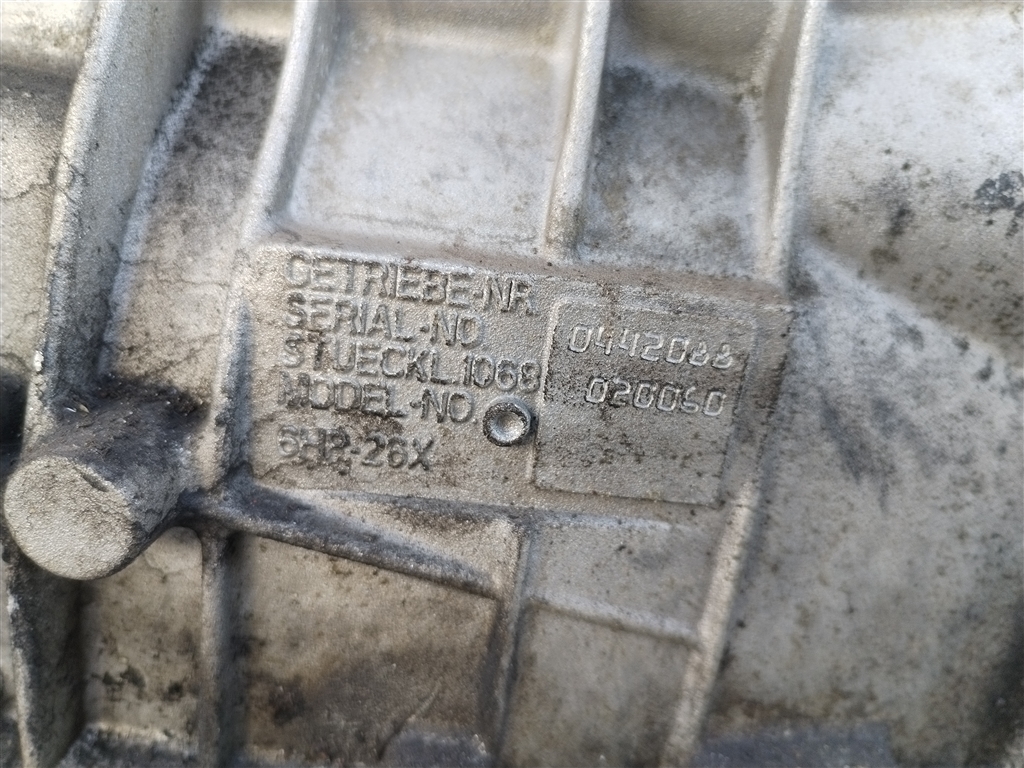 GETRIEBE-NR.
SERIAL-NO.
STUECKL.1068
MODEL-NO.
6HP-26X
0442088
020060